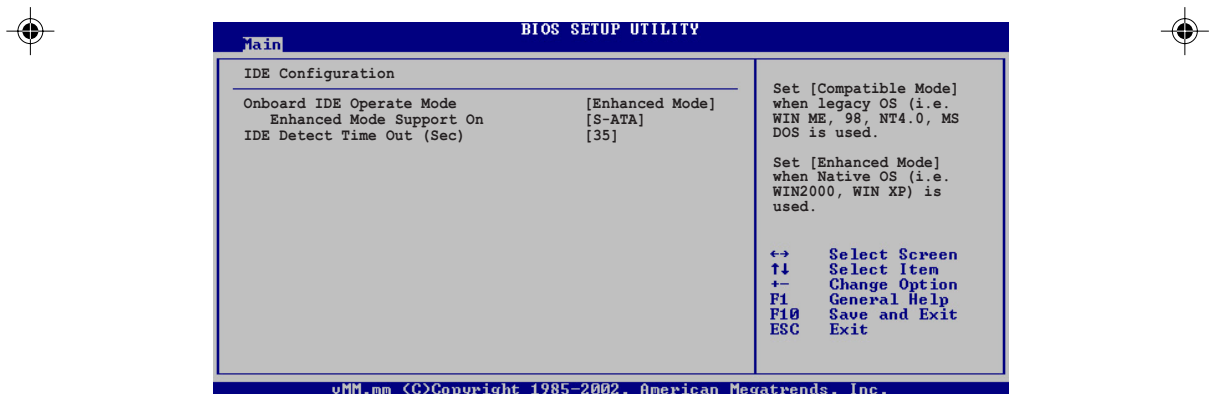 BIOS SETUP UTILITY
Main
IDE Configuration
Onboard IDE Operate Mode [Enhanced Mode]
Enhanced Mode Support On [S-ATA]
IDE Detect Time Out (Sec) [35]
Set [Compatible Mode]
when legacy OS (i.e.
WIN ME, 98, NT4.0, MS
DOS is used.
Set [Enhanced Mode]
when Native OS (i.e.
WIN2000, WIN XP) is
used.
←→ Select Screen
↑↓ Select Item
+- Change Option
F1 General Help
F10 Save and Exit
ESC Exit
vMM.mm (C)Copyright 1985-2002, American Megatrends, Inc.